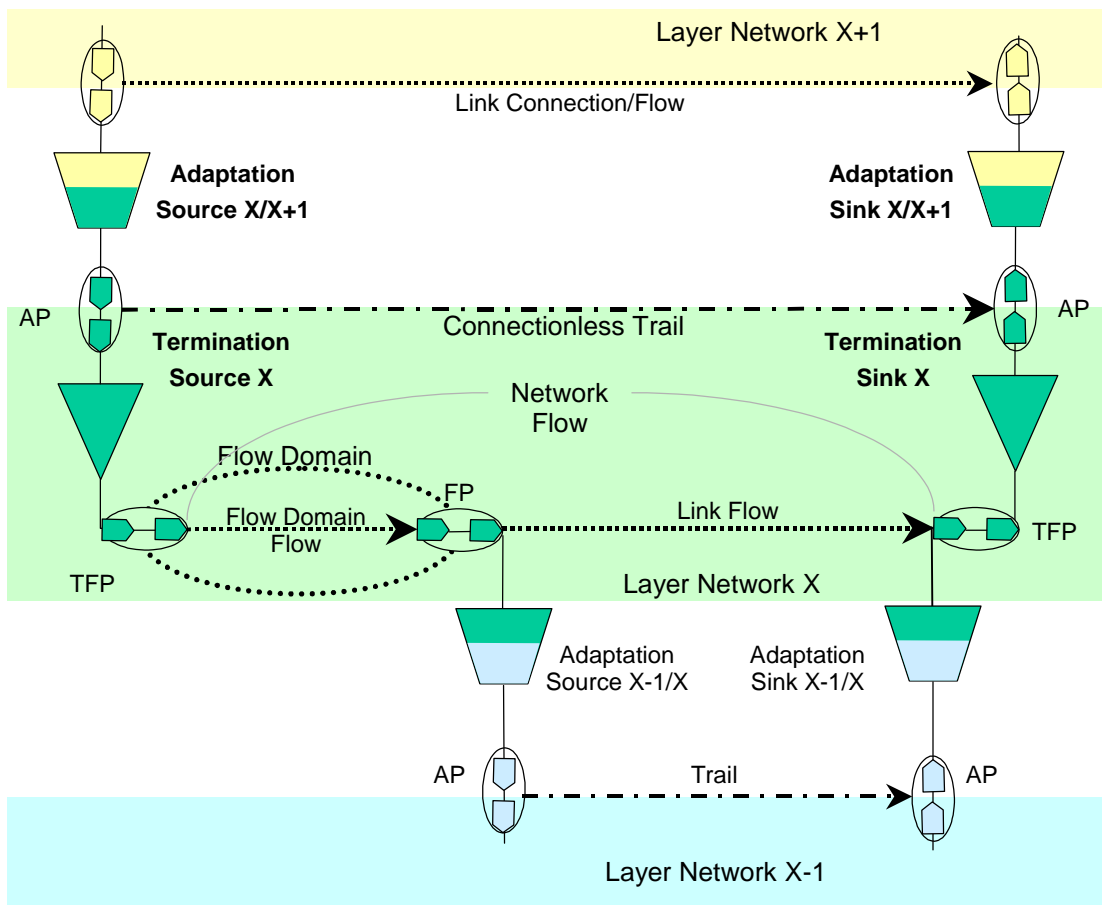 Layer Network X+1
Link Connection/Flow
Adaptation
Source X/X+1
Adaptation
Sink X/X+1
AP
AP
Connectionless Trail
Termination
Source X
Termination
Sink X
Network
Flow
Flow Domain
FP
Flow Domain
Flow
Link Flow
TFP
TFP
Layer Network X
Adaptation
Source X-1/X
Adaptation
Sink X-1/X
AP
Trail
AP
Layer Network X-1